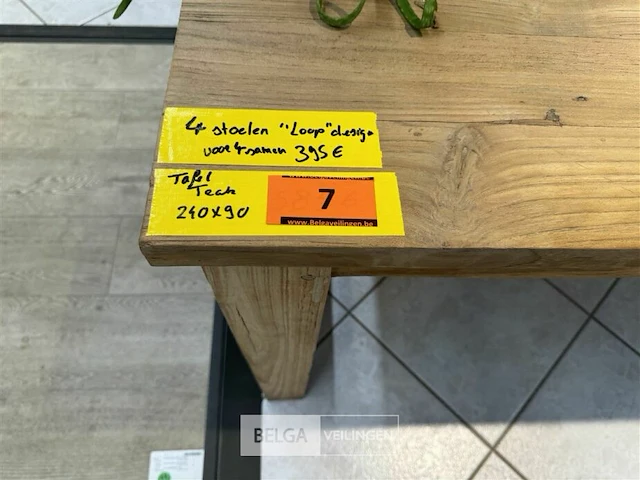 4 stoelen "Loop" design
voor 4 samen 395€
Tafel
Teak
240x90
7
www.Belgaveilingen.be
BELGA VEILINGEN